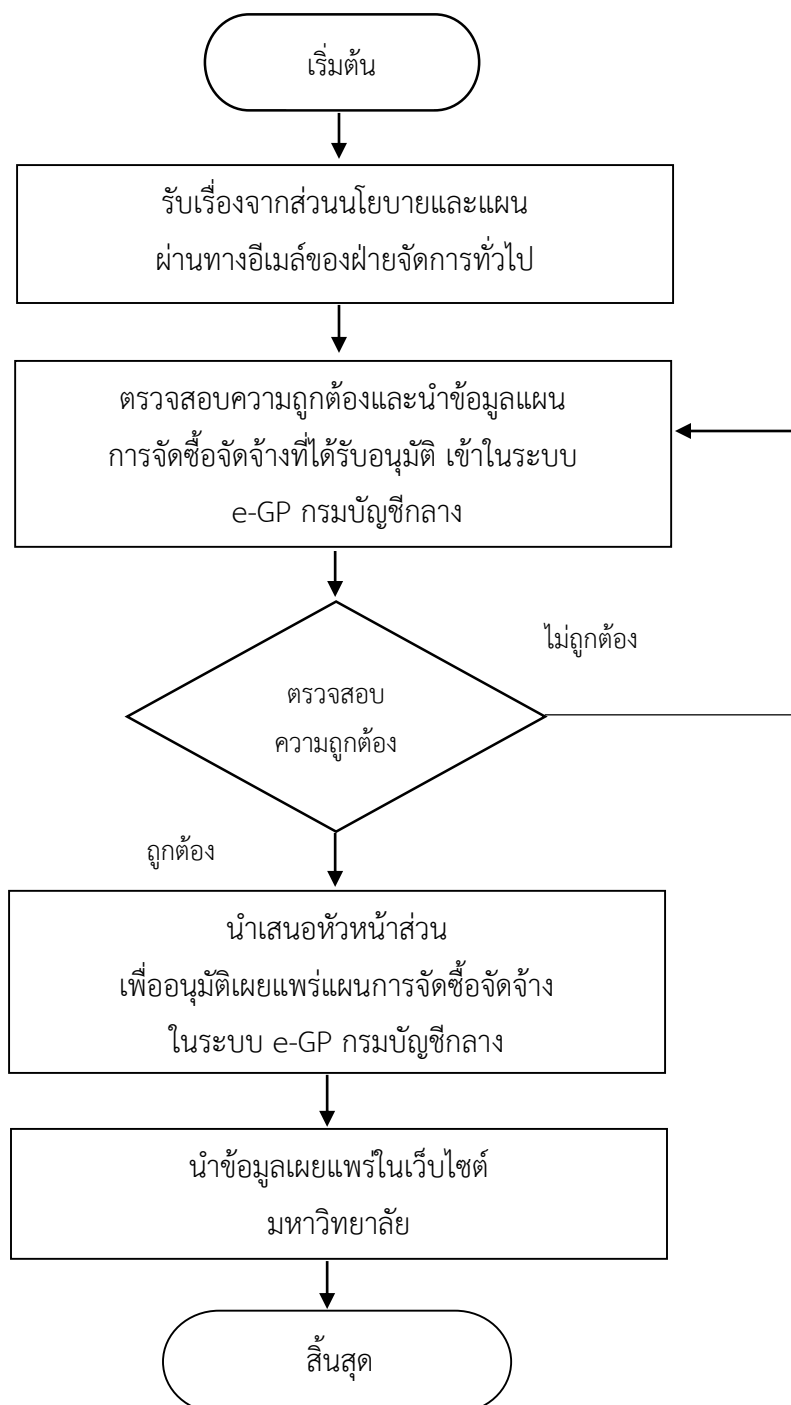 เริ่มต้น
รับเรื่องจากส่วนนโยบายและแผน
ผ่านทางอีเมล์ของฝ่ายจัดการทั่วไป
ตรวจสอบความถูกต้องและนำข้อมูลแผน
การจัดซื้อจัดจ้างที่ได้รับอนุมัติ เข้าในระบบ
e-GP กรมบัญชีกลาง
ไม่ถูกต้อง
ตรวจสอบ
ความถูกต้อง
ถูกต้อง
นำเสนอหัวหน้าส่วน
เพื่ออนุมัติเผยแพร่แผนการจัดซื้อจัดจ้าง
ในระบบ e-GP กรมบัญชีกลาง
นำข้อมูลเผยแพร่ในเว็บไซต์
มหาวิทยาลัย
สิ้นสุด